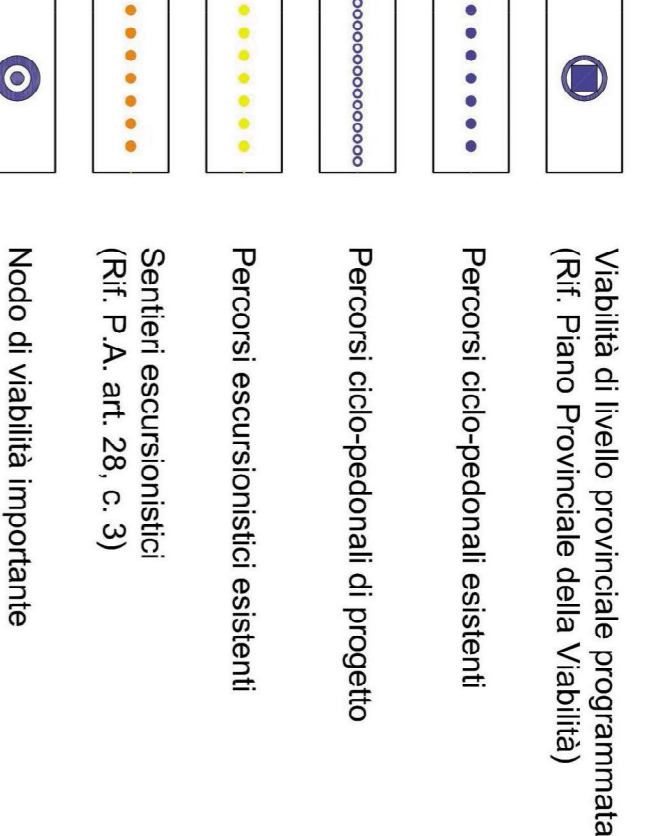 Viabilità di livello provinciale programmata
(Rif. Piano Provinciale della Viabilità)
Percorsi ciclo-pedonali esistenti
Percorsi ciclo-pedonali di progetto
Percorsi escursionistici esistenti
Sentieri escursionistici
(Rif. P.A. art. 28, c. 3)
Nodo di viabilità importante